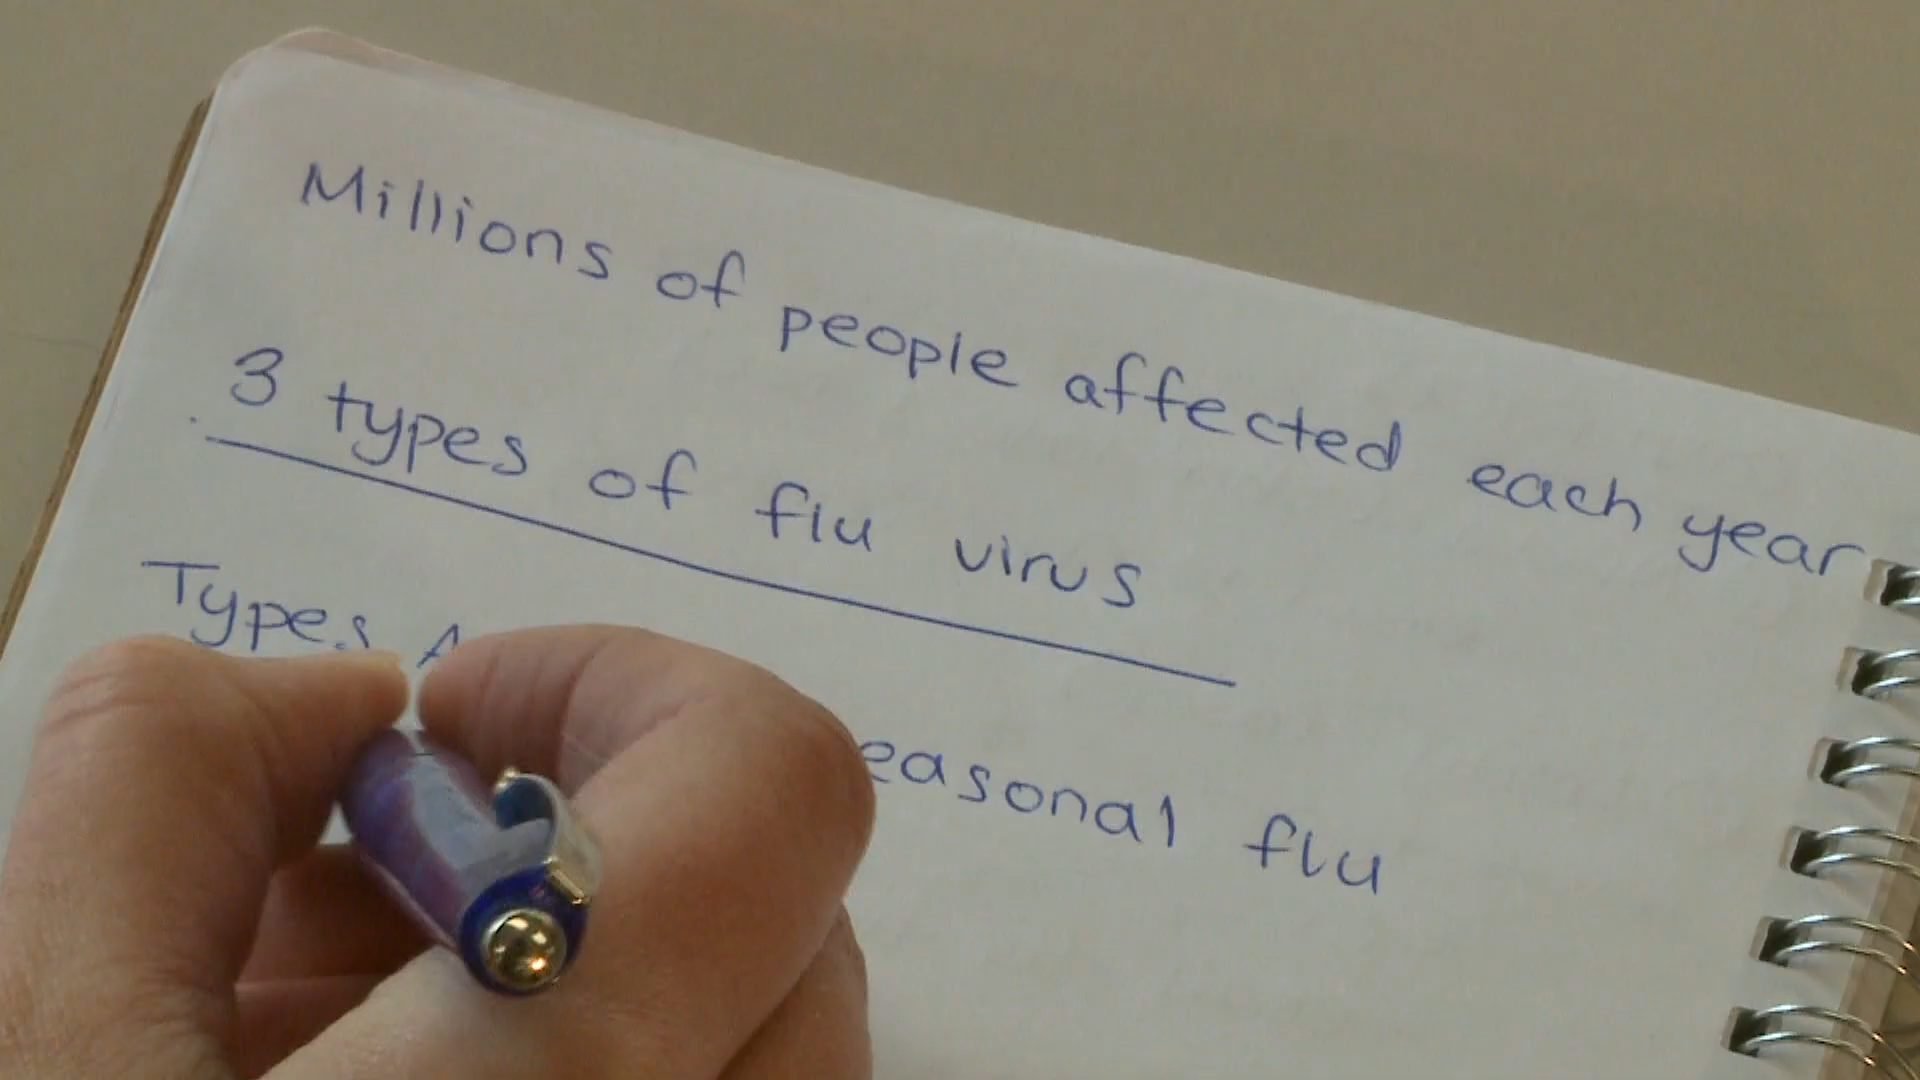 Millions of people affected each year
3 types of flu virus
Types A easonal flu